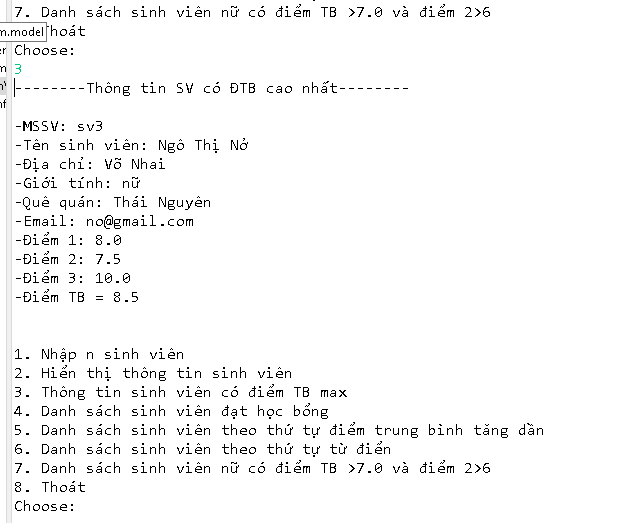 7. Danh sách sinh viên nữ có điểm TB >7.0 và điểm 2>6
m.model
Thoát
Choose:
3
--------Thông tin SV có ĐTB cao nhất--------
-MSSV: sv3
-Tên sinh viên: Ngô Thị Nở
-Địa chỉ: Võ Nhai
-Giới tính: nữ
-Quê quán: Thái Nguyên
-Email: no@gmail.com
-Điểm 1: 8.0
-Điểm 2: 7.5
-Điểm 3: 10.0
-Điểm TB = 8.5
1. Nhập n sinh viên
2. Hiển thị thông tin sinh viên
3. Thông tin sinh viên có điểm TB max
4. Danh sách sinh viên đạt học bổng
5. Danh sách sinh viên theo thứ tự điểm trung bình tăng dần
6. Danh sách sinh viên theo thứ tự từ điển
7. Danh sách sinh viên nữ có điểm TB >7.0 và điểm 2>6
8. Thoát
Choose: